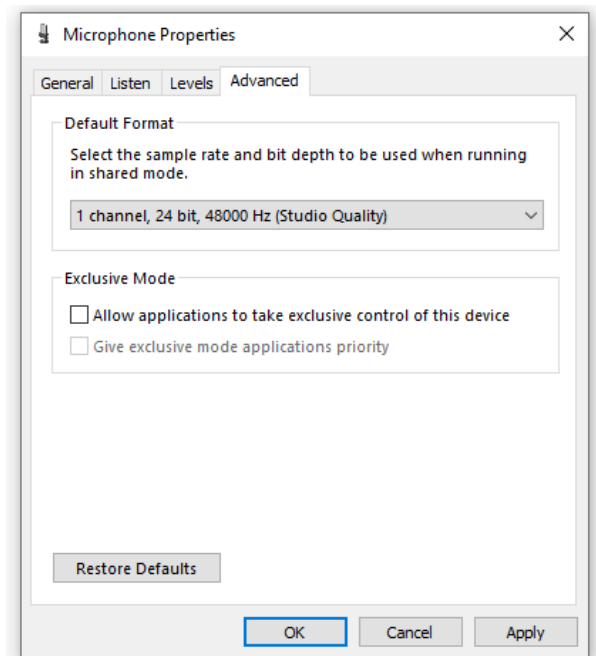 Microphone Properties
General Listen Levels Advanced
Default Format
Select the sample rate and bit depth to be used when running
in shared mode.
1 channel, 24 bit, 48000 Hz (Studio Quality)
Exclusive Mode
Allow applications to take exclusive control of this device
Give exclusive mode applications priority
Restore Defaults
OK Cancel Apply